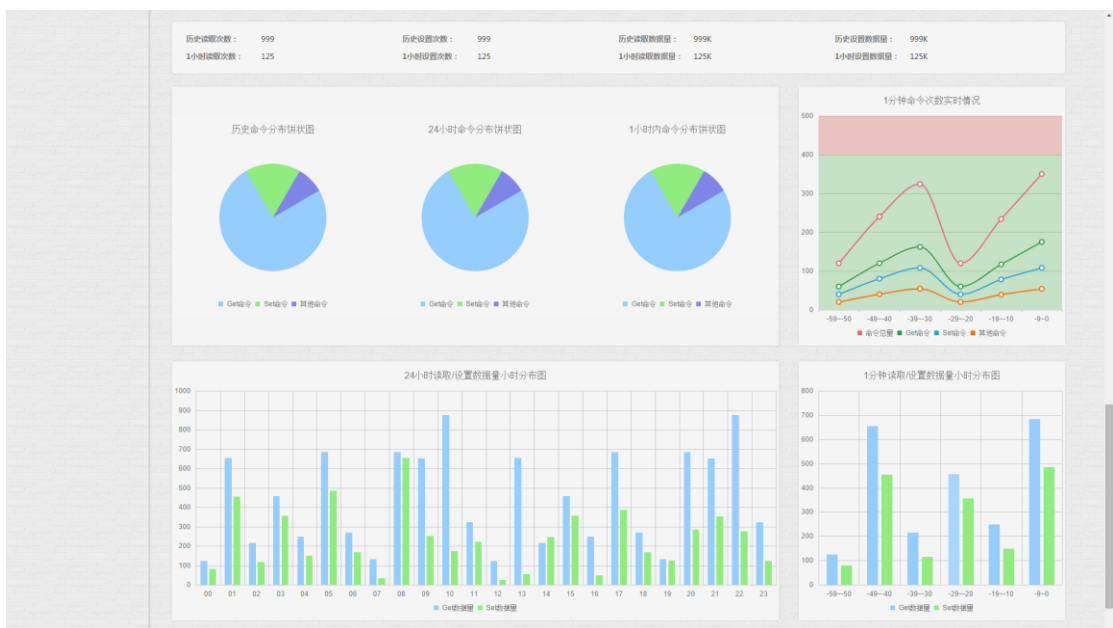 历史读取次数： 999 历史设置次数： 999 历史读取数据量： 999K 历史设置数据量： 999K
1小时读取次数： 125 1小时设置次数： 125 1小时读取数据量： 125K 1小时设置数据量： 125K
历史命令分布饼状图
Get命令 Set命令 其他命令
24小时命令分布饼状图
Get命令 Set命令 其他命令
1小时内命令分布饼状图
Get命令 Set命令 其他命令
1分钟命令次数实时情况
500
400
300
200
100
0
-59~-50 -49~-40 -39~-30 -29~-20 -19~-10 -9~0
命令总量 Get命令 Set命令 其他命令
24小时读取/设置数据量小时分布图
1000
900
800
700
600
500
400
300
200
100
0
00 01 02 03 04 05 06 07 08 09 10 11 12 13 14 15 16 17 18 19 20 21 22 23
Get数据量 Set数据量
1分钟读取/设置数据量小时分布图
800
700
600
500
400
300
200
100
0
-59~-50 -49~-40 -39~-30 -29~-20 -19~-10 -9~0
Get数据量 Set数据量